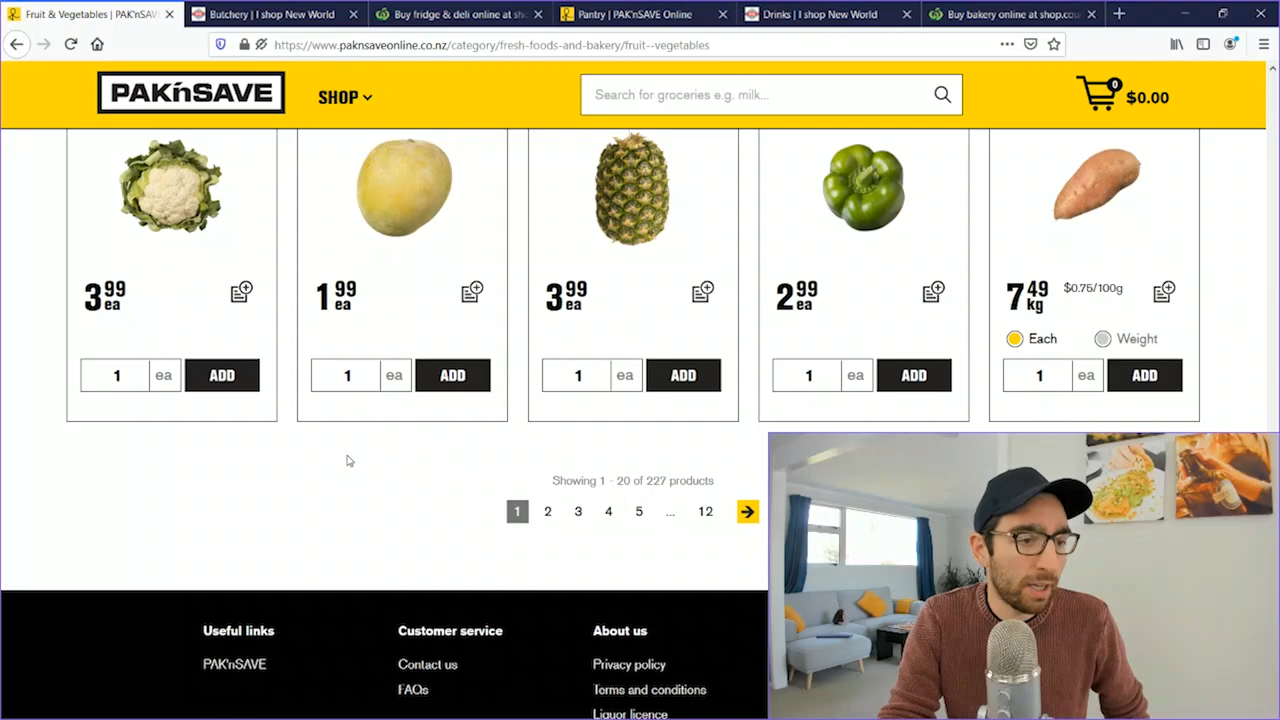 Fruit & Vegetables | PAK'nSAVE
Butchery | I shop New World
Buy fridge & deli online at sho
Pantry | PAK'nSAVE Online
Drinks | I shop New World
Buy bakery online at shop.cou
https://www.paknsaveonline.co.nz/category/fresh-foods-and-bakery/fruit--vegetables
PAK'nSAVE
SHOP
Search for groceries e.g. milk...
0
$0.00
3 99 ea
1 99 ea
3 99 ea
2 99 ea
7 49 kg
$0.75/100g
Each
Weight
1 ea ADD
1 ea ADD
1 ea ADD
1 ea ADD
1 ea ADD
Showing 1 - 20 of 227 products
1 2 3 4 5 ... 12
Useful links
Customer service
About us
PAK'nSAVE
Contact us
Privacy policy
FAQs
Terms and conditions
Liquor licence